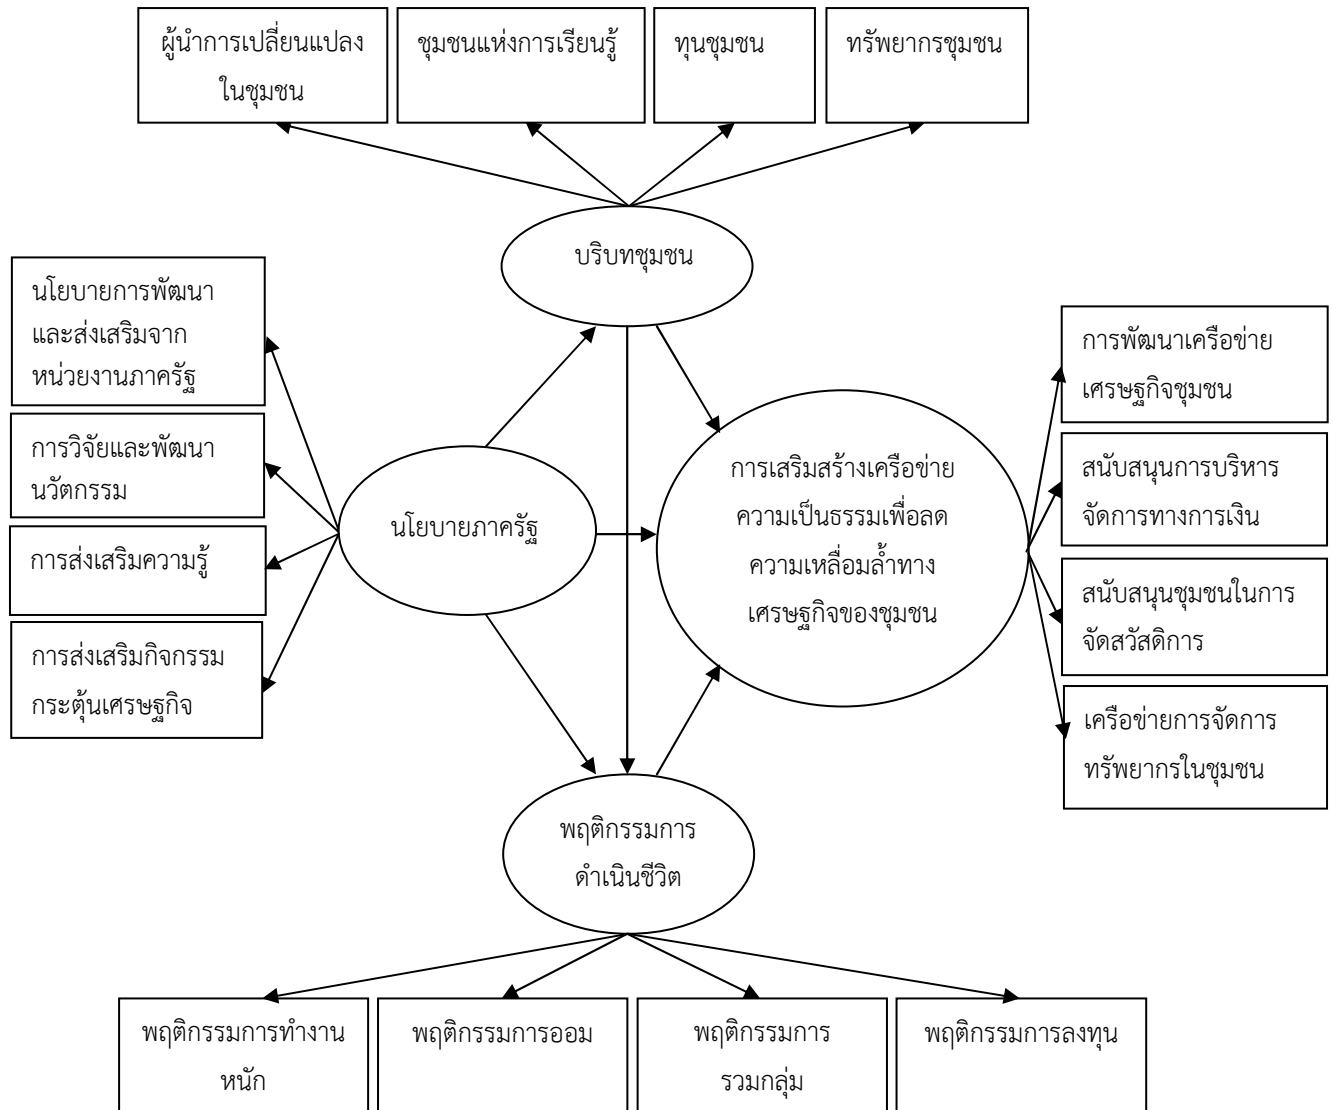 ผู้นำการเปลี่ยนแปลง
ในชุมชน
ชุมชนแห่งการเรียนรู้
ทุนชุมชน
ทรัพยากรชุมชน
บริบทชุมชน
นโยบายการพัฒนา
และส่งเสริมจาก
หน่วยงานภาครัฐ
การวิจัยและพัฒนา
นวัตกรรม
การส่งเสริมความรู้
การส่งเสริมกิจกรรม
กระตุ้นเศรษฐกิจ
นโยบายภาครัฐ
การเสริมสร้างเครือข่าย
ความเป็นธรรมเพื่อลด
ความเหลื่อมล้ำทาง
เศรษฐกิจของชุมชน
การพัฒนาเครือข่าย
เศรษฐกิจชุมชน
สนับสนุนการบริหาร
จัดการทางการเงิน
สนับสนุนชุมชนในการ
จัดสวัสดิการ
เครือข่ายการจัดการ
ทรัพยากรในชุมชน
พฤติกรรมการ
ดำเนินชีวิต
พฤติกรรมการทำงาน
หนัก
พฤติกรรมการออม
พฤติกรรมการ
รวมกลุ่ม
พฤติกรรมการลงทุน